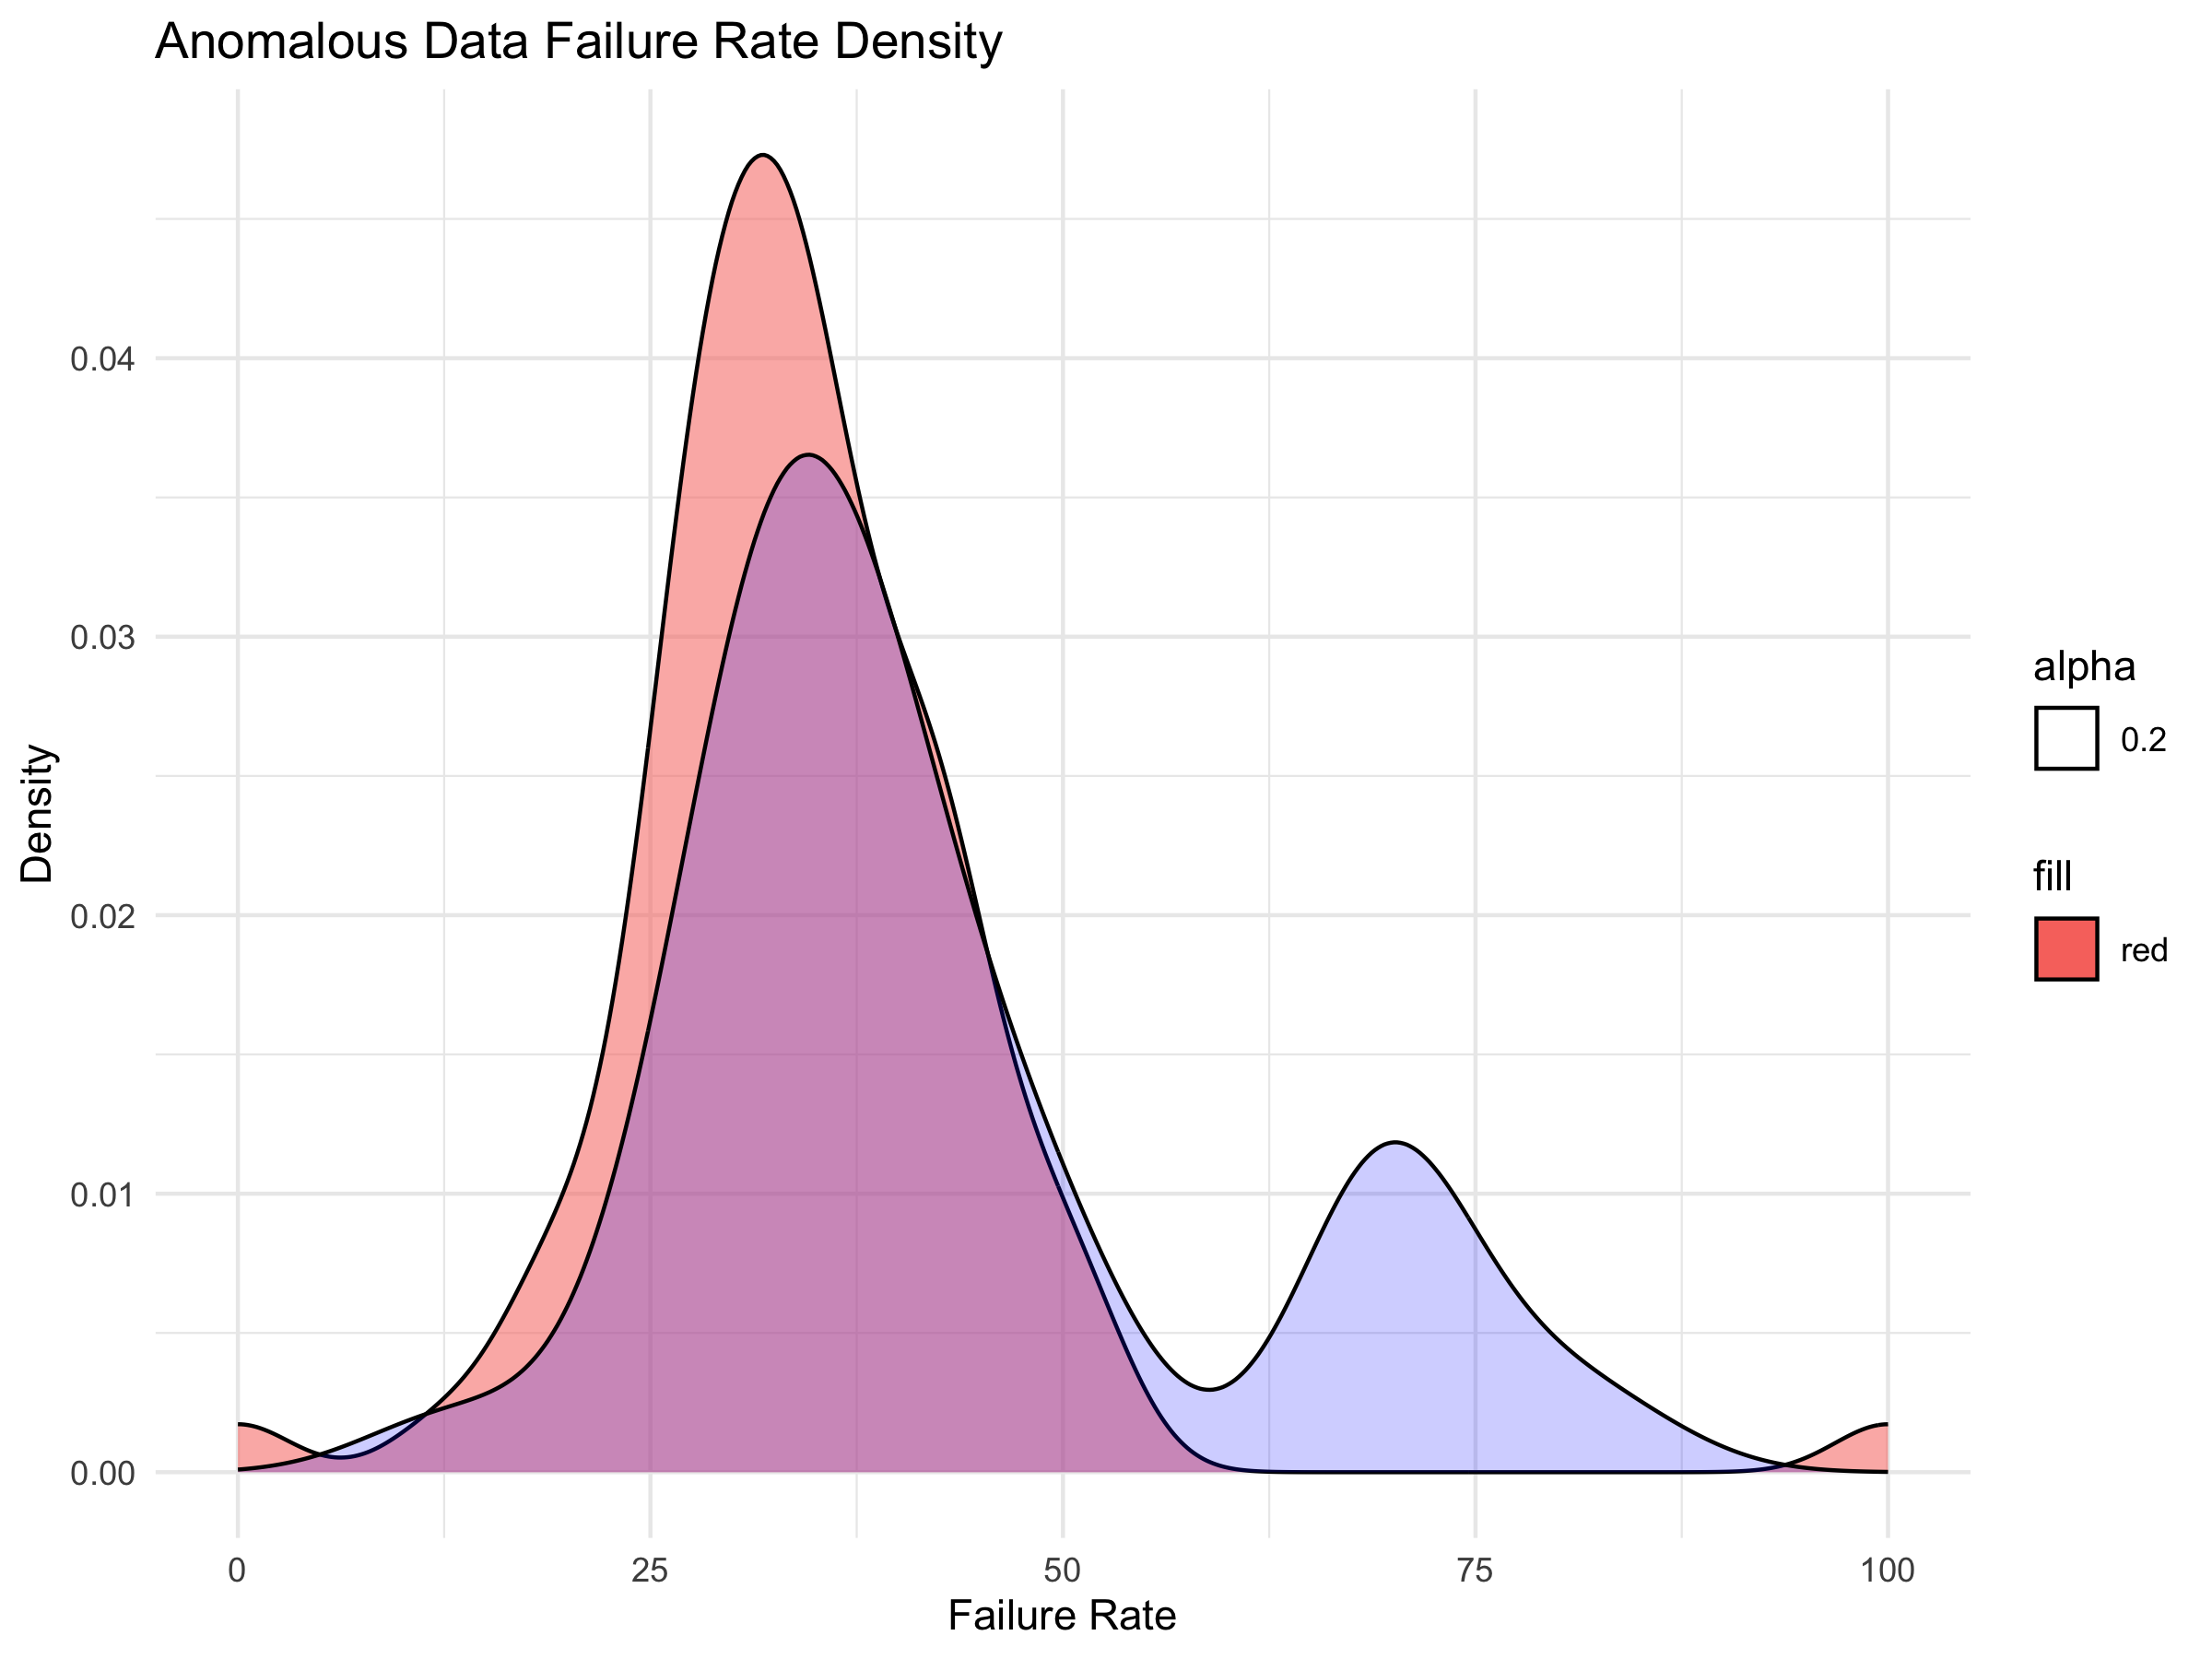 Anomalous Data Failure Rate Density
Density
0.04
0.03
0.02
0.01
0.00
0
25
50
75
100
Failure Rate
alpha
0.2
fill
red